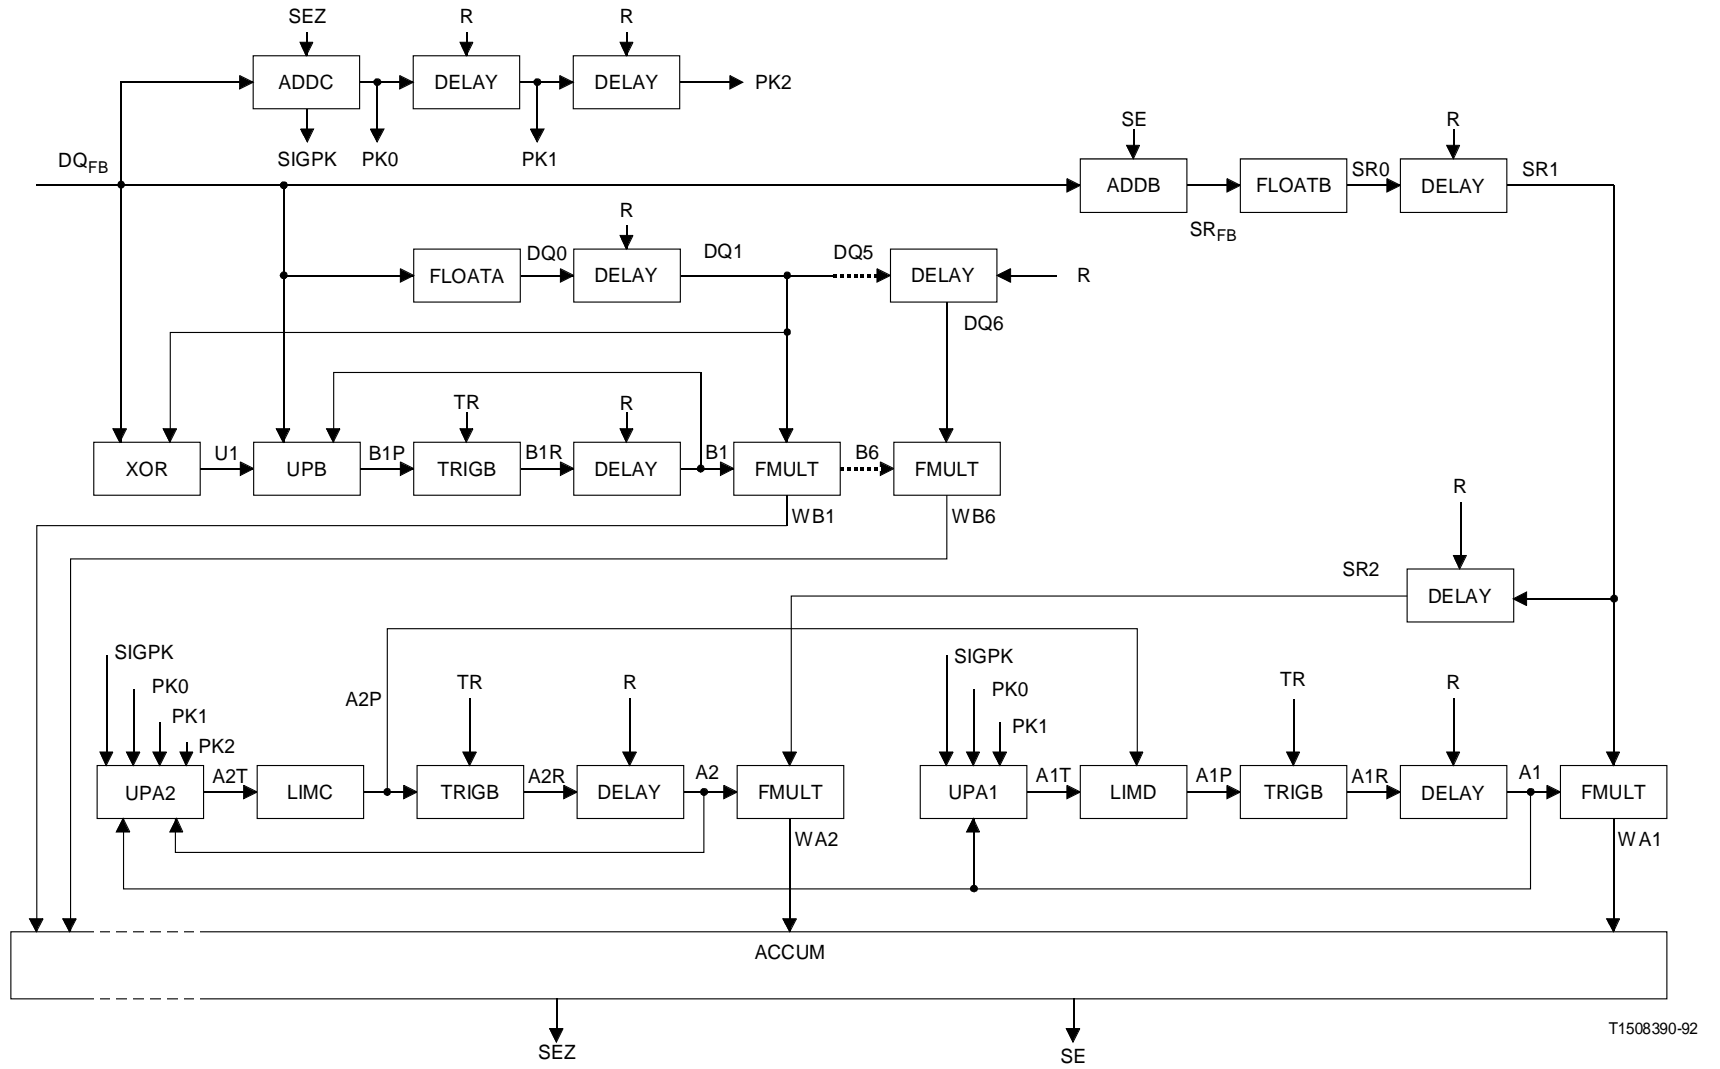 SEZ R R
ADDC DELAY DELAY PK2
SIGPK PK0 PK1
SE R
DQFB
ADDB FLOATB SR0 DELAY SR1
SRFB
R
FLOATA DQ0 DELAY DQ1 DQ5 DELAY R
DQ6
TR R
XOR U1 UPB B1P TRIGB B1R DELAY B1 FMULT B6 FMULT
WB1 WB6
R
SR2 DELAY
SIGPK
PK0
PK1
PK2
A2P TR R
SIGPK
PK0
PK1
TR R
UPA2 A2T LIMC TRIGB A2R DELAY A2 FMULT
UPA1 A1T LIMD A1P TRIGB A1R DELAY A1 FMULT
WA2 WA1
ACCUM
SEZ SE
T1508390-92